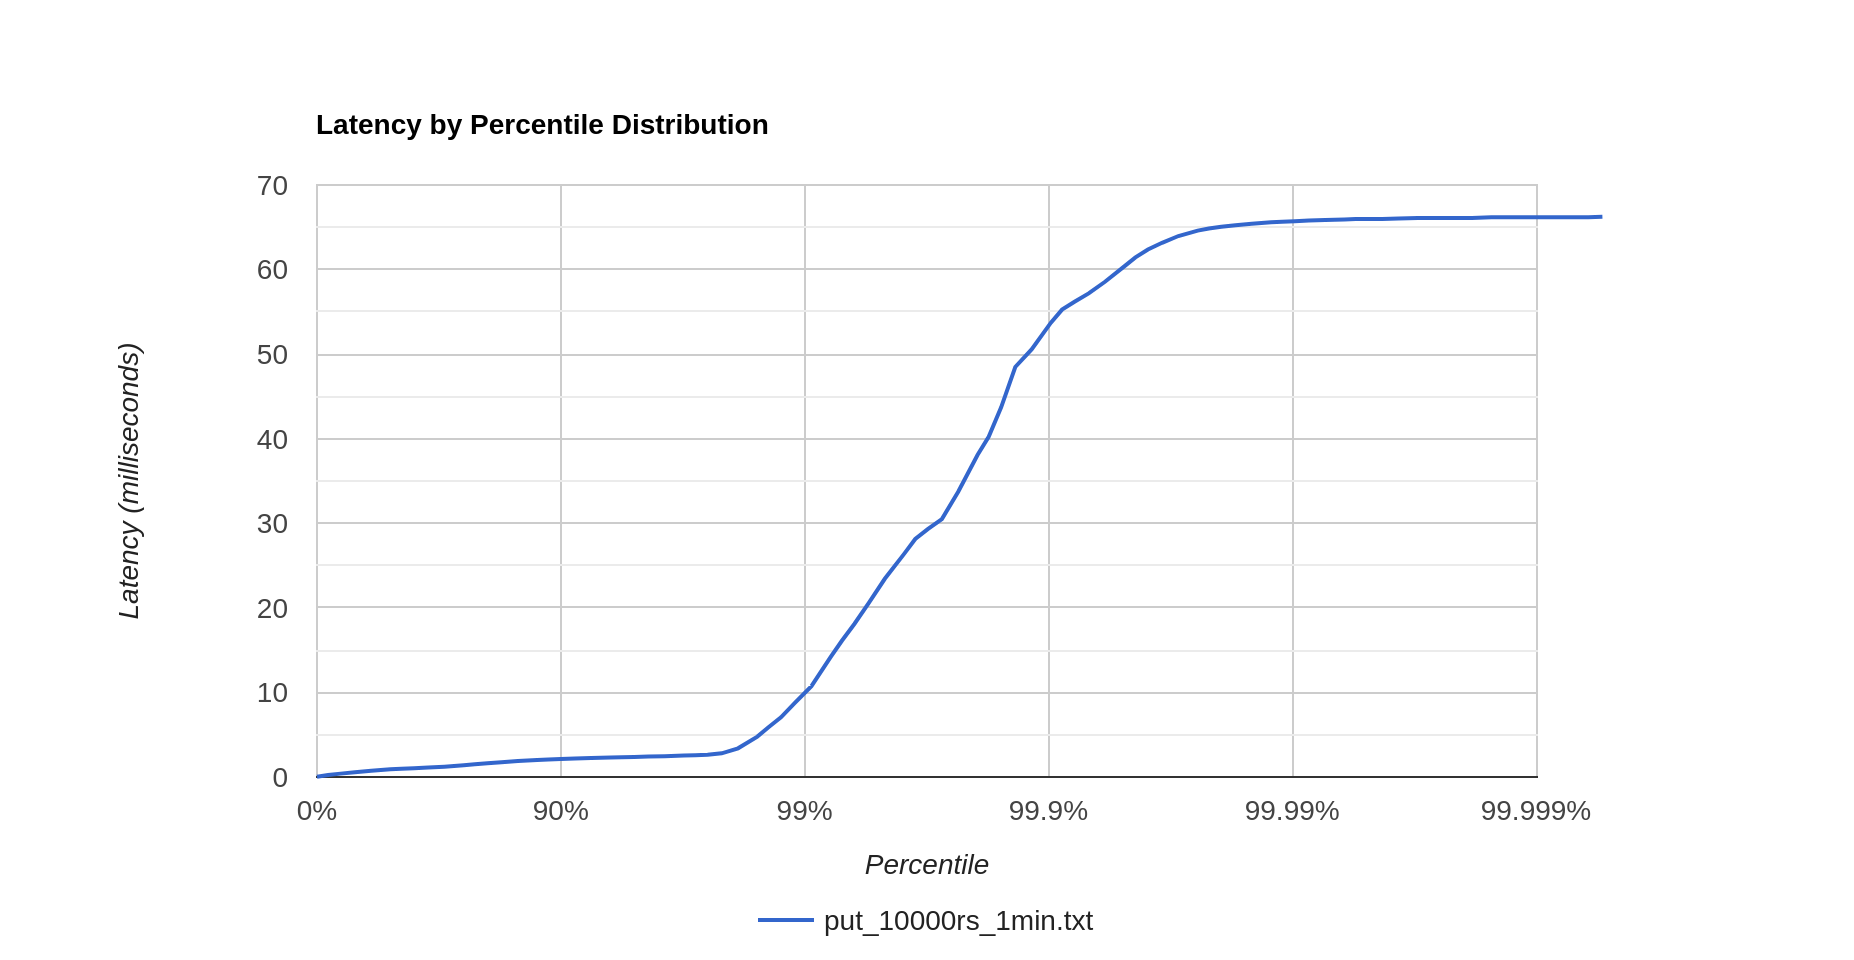 Latency by Percentile Distribution
70
60
50
40
30
20
10
0
Latency (milliseconds)
0% 90% 99% 99.9% 99.99% 99.999%
Percentile
put_10000rs_1min.txt